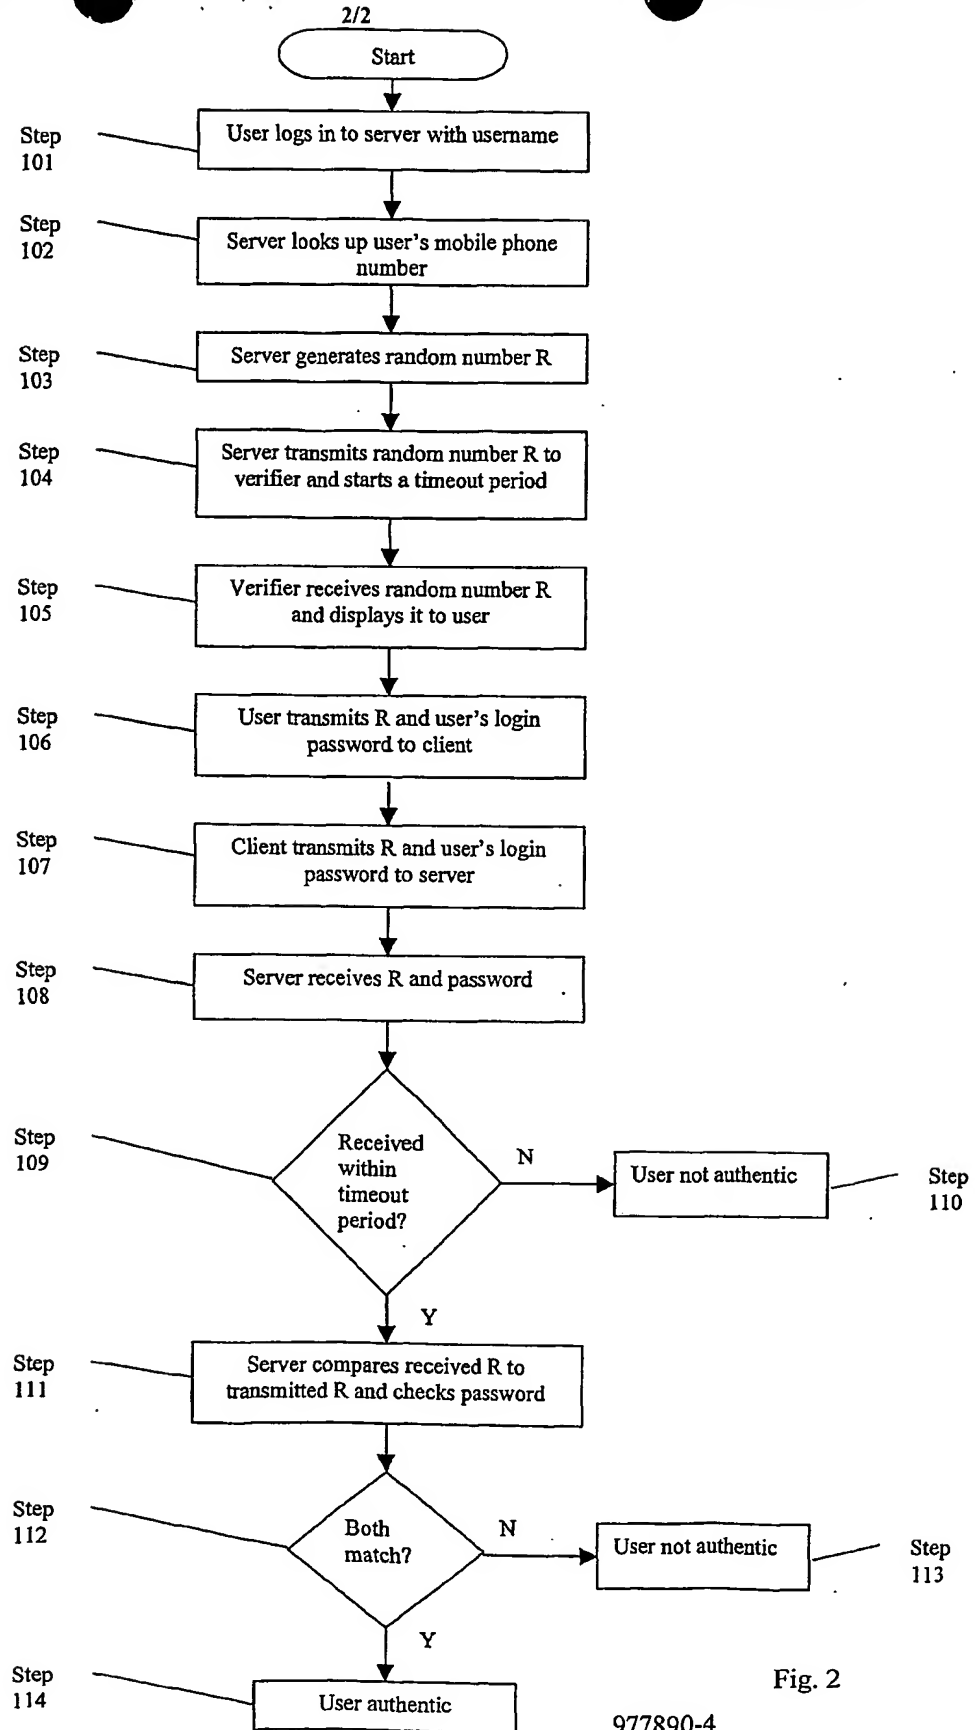 2/2
Start
Step
101
User logs in to server with username
Step
102
Server looks up user's mobile phone
number
Step
103
Server generates random number R
Step
104
Server transmits random number R to
verifier and starts a timeout period
Step
105
Verifier receives random number R
and displays it to user
Step
106
User transmits R and user's login
password to client
Step
107
Client transmits R and user's login
password to server
Step
108
Server receives R and password
Step
109
Received
within
timeout
period?
N
User not authentic
Step
110
Y
Step
111
Server compares received R to
transmitted R and checks password
Step
112
Both
match?
N
User not authentic
Step
113
Y
Step
114
User authentic
Fig. 2
977890-4